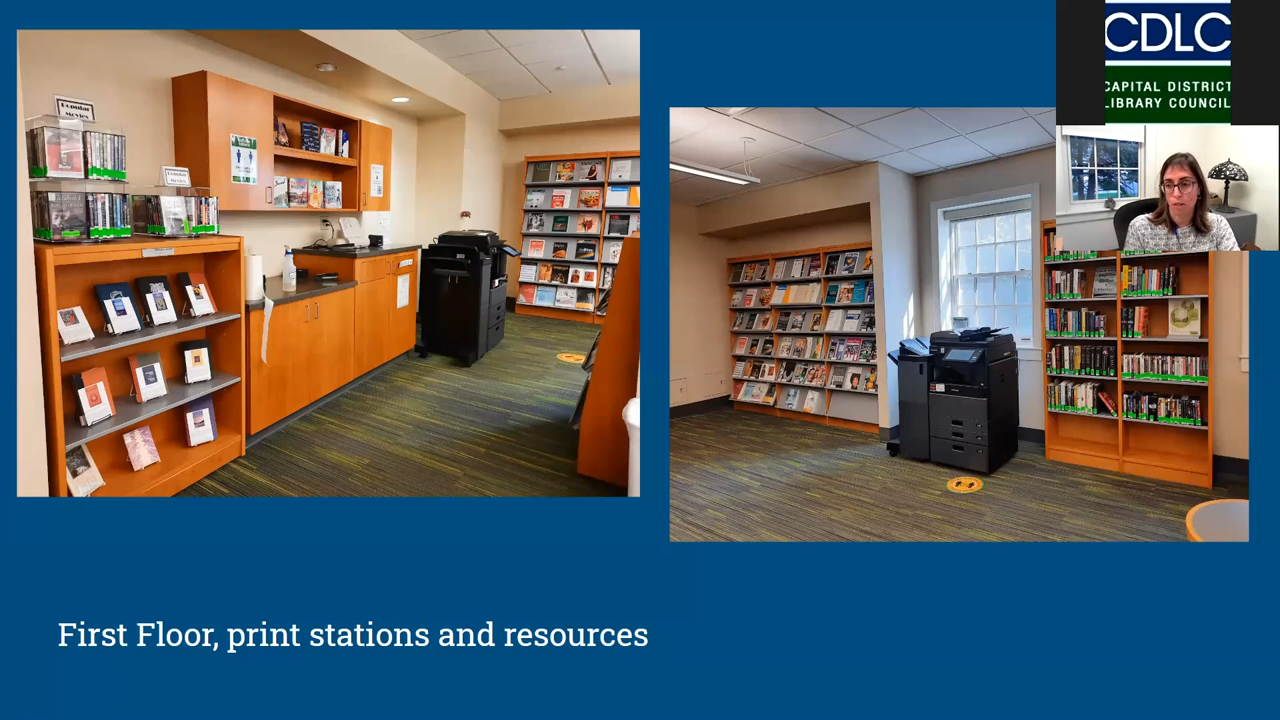 CDLC
CAPITAL DISTRICT
LIBRARY COUNCIL
Popular
Movies
First Floor, print stations and resources